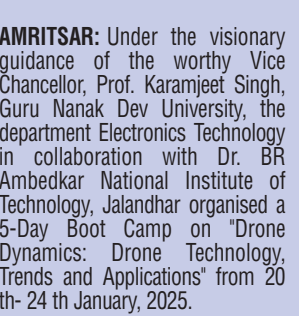 AMRITSAR: Under the visionary
guidance of the worthy Vice
Chancellor, Prof. Karamjeet Singh,
Guru Nanak Dev University, the
department Electronics Technology
in collaboration with Dr. BR
Ambedkar National Institute of
Technology, Jalandhar organised a
5-Day Boot Camp on "Drone
Dynamics: Drone Technology,
Trends and Applications" from 20
th- 24 th January, 2025.